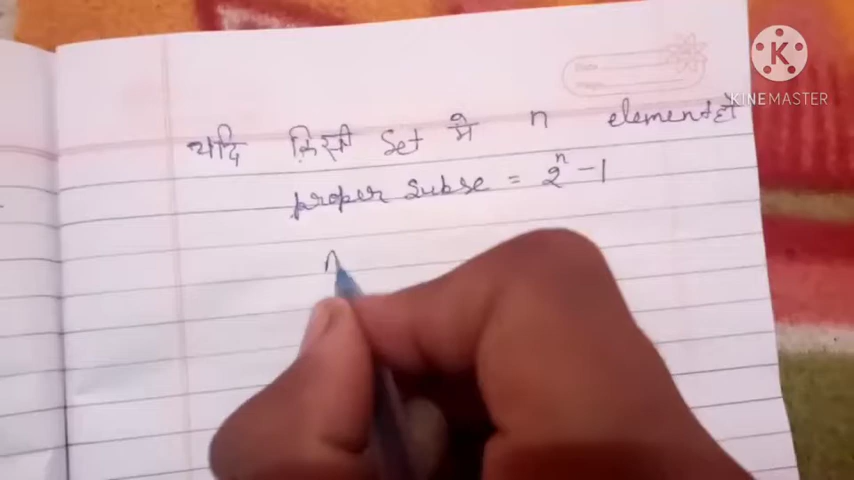 K
KINEMASTER
यदि किसी Set मे n element हो
proper subse = 2ⁿ - 1
n